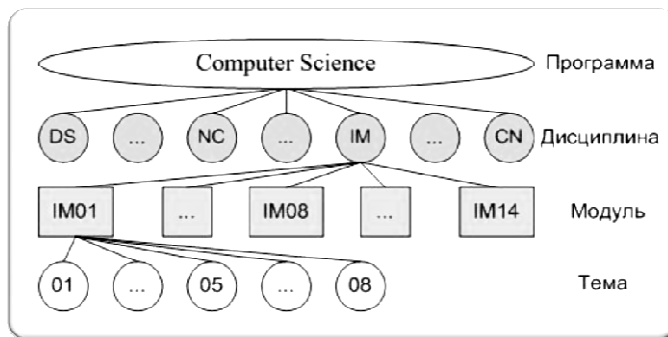 Computer Science Программа
DS ... NC ... IM ... CN Дисциплина
IM01 ... IM08 ... IM14 Модуль
01 ... 05 ... 08 Тема